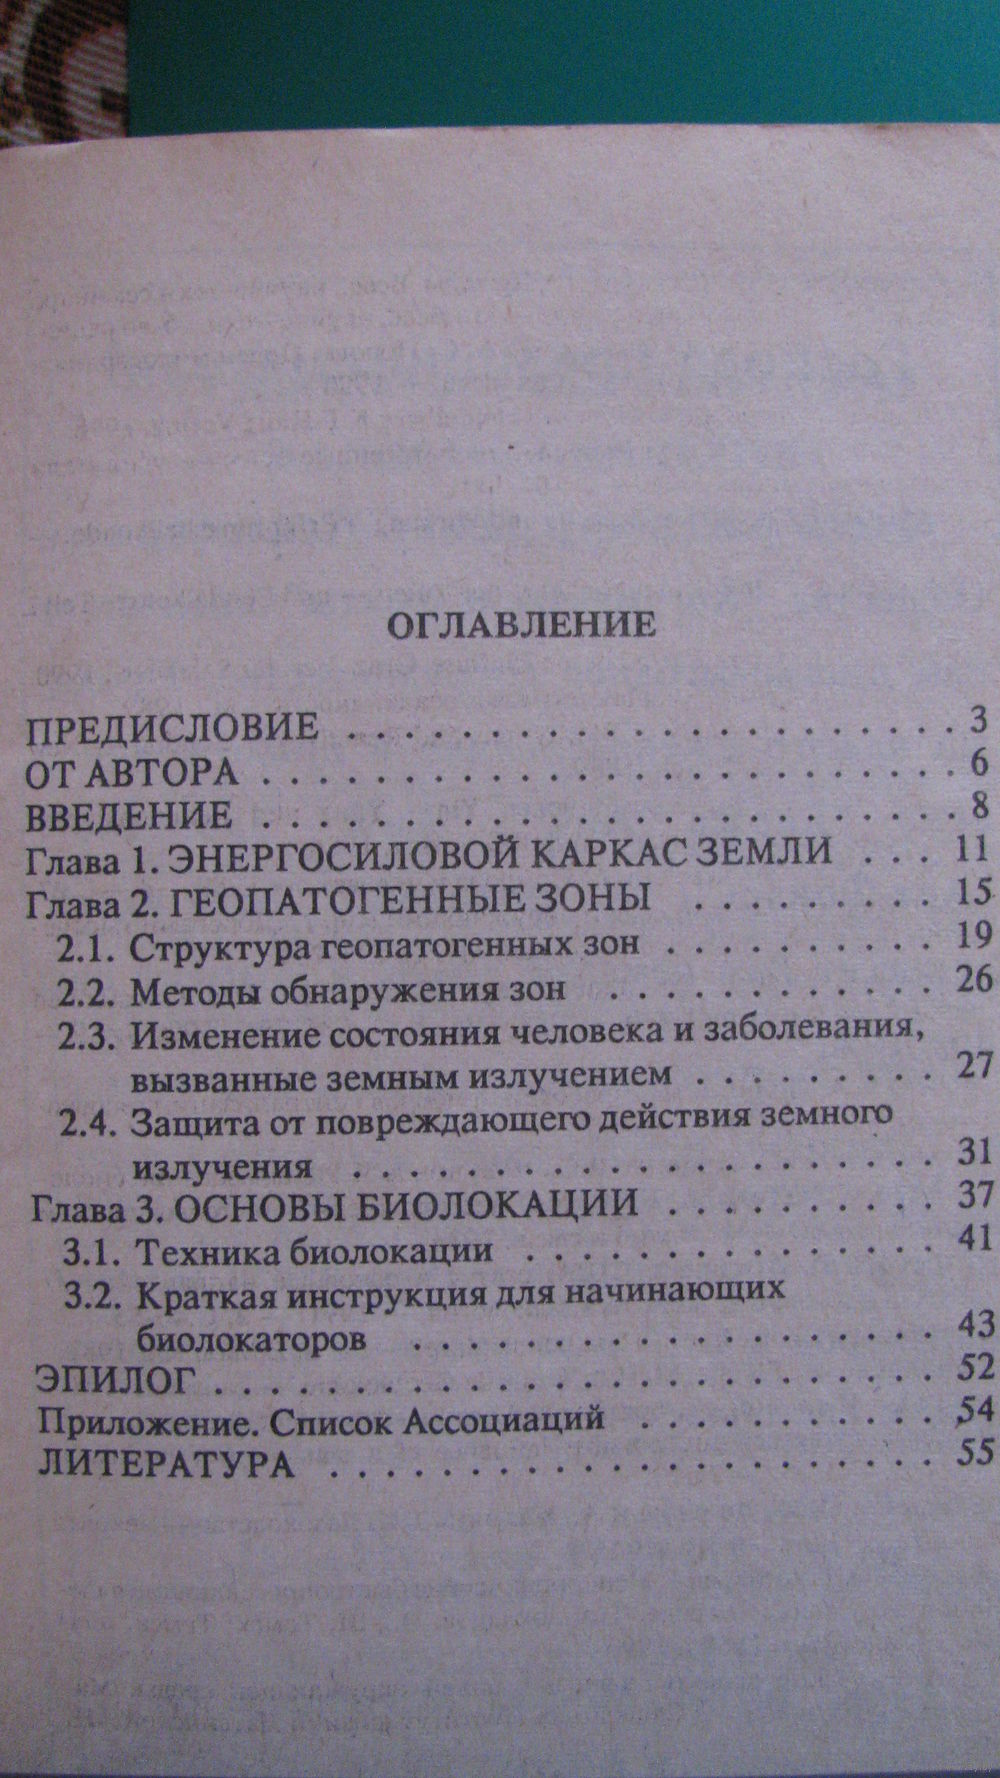 ОГЛАВЛЕНИЕ
ПРЕДИСЛОВИЕ . . . . . . . . . . . . . . . . . . . . . . 3
ОТ АВТОРА . . . . . . . . . . . . . . . . . . . . . . . . . 6
ВВЕДЕНИЕ . . . . . . . . . . . . . . . . . . . . . . . . . 8
Глава 1. ЭНЕРГОСИЛОВОЙ КАРКАС ЗЕМЛИ . . . 11
Глава 2. ГЕОПАТОГЕННЫЕ ЗОНЫ . . . . . . . . . 15
2.1. Структура геопатогенных зон . . . . . . . . . . 19
2.2. Методы обнаружения зон . . . . . . . . . . . . 26
2.3. Изменение состояния человека и заболевания,
вызванные земным излучением . . . . . . . . . 27
2.4. Защита от повреждающего действия земного
излучения . . . . . . . . . . . . . . . . . . . . . 31
Глава 3. ОСНОВЫ БИОЛОКАЦИИ . . . . . . . . . . 37
3.1. Техника биолокации . . . . . . . . . . . . . . . 41
3.2. Краткая инструкция для начинающих
биолокаторов . . . . . . . . . . . . . . . . . . . 43
ЭПИЛОГ . . . . . . . . . . . . . . . . . . . . . . . . . . 52
Приложение. Список Ассоциаций . . . . . . . . . . . 54
ЛИТЕРАТУРА . . . . . . . . . . . . . . . . . . . . . . 55